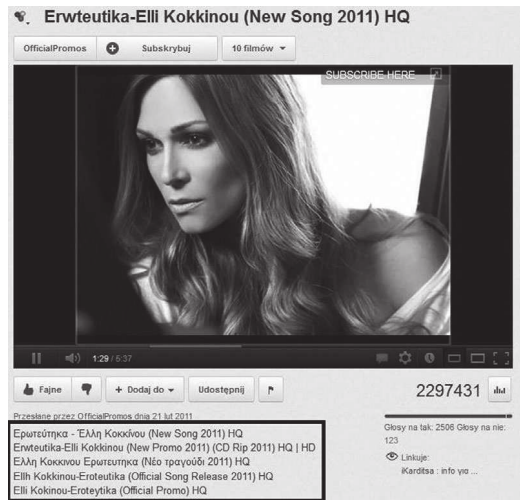 Erwteutika-Elli Kokkinou (New Song 2011) HQ
OfficialPromos Subskrybuj 10 filmów
SUBSCRIBE HERE
1:29 / 5:37
Fajne + Dodaj do Udostępnij 2297431
Przesłane przez OfficialPromos dnia 21 lut 2011
Ερωτεύτηκα - Έλλη Κοκκίνου (New Song 2011) HQ
Erwteutika-Elli Kokkinou (New Promo 2011) (CD Rip 2011) HQ | HD
Ελλη Κοκκινου Ερωτευτηκα (Νέο τραγούδι 2011) HQ
Ellh Kokkinou-Eroteutika (Official Song Release 2011) HQ
Elli Kokinou-Eroteytika (Official Promo) HQ
Głosy na tak: 2506 Głosy na nie:
123
Linkuje:
iKarditsa : info για ...